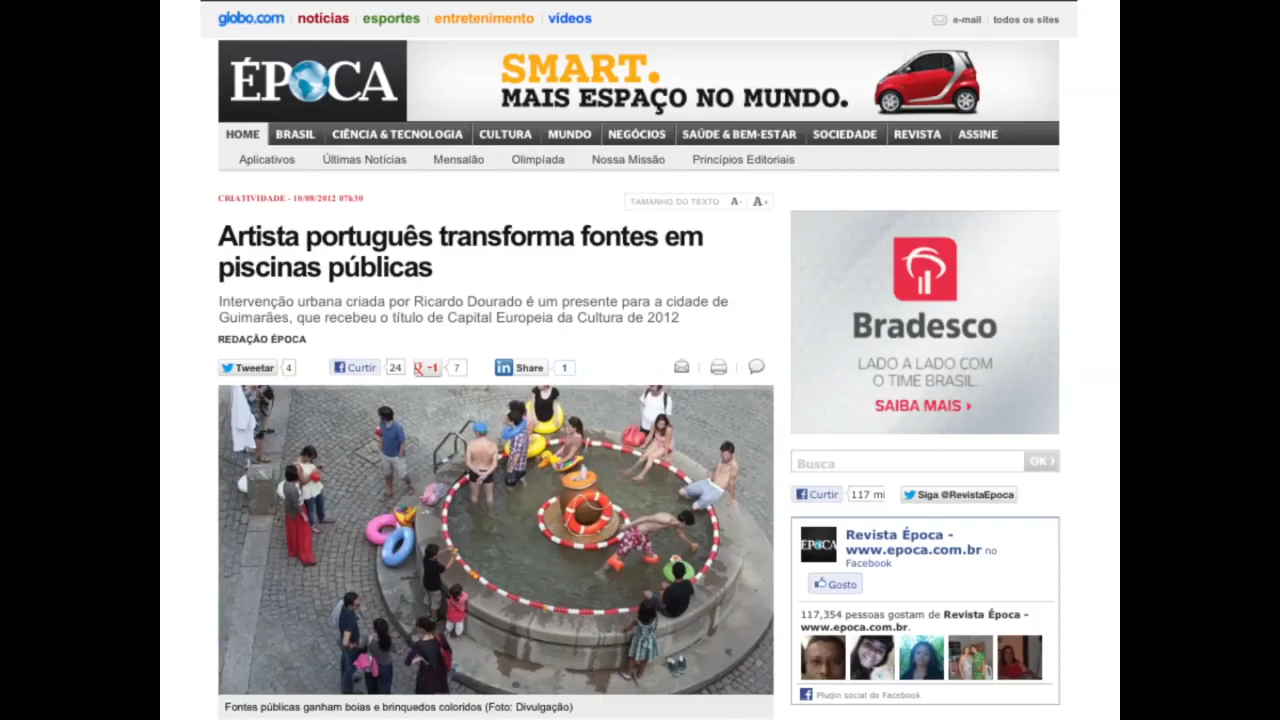 globo.com notícias esportes entretenimento vídeos
e-mail todos os sites
ÉPOCA
SMART.
MAIS ESPAÇO NO MUNDO.
HOME BRASIL CIÊNCIA & TECNOLOGIA CULTURA MUNDO NEGÓCIOS SAÚDE & BEM-ESTAR SOCIEDADE REVISTA ASSINE
Aplicativos Últimas Notícias Mensalão Olimpíada Nossa Missão Princípios Editoriais
CRIATIVIDADE - 10/08/2012 07h30
TAMANHO DO TEXTO A- A+
Artista português transforma fontes em
piscinas públicas
Intervenção urbana criada por Ricardo Dourado é um presente para a cidade de
Guimarães, que recebeu o título de Capital Europeia da Cultura de 2012
REDAÇÃO ÉPOCA
Tweetar 4 Curtir 24 +1 7 in Share 1
Fontes públicas ganham boias e brinquedos coloridos (Foto: Divulgação)
Bradesco
LADO A LADO COM
O TIME BRASIL.
SAIBA MAIS
Busca OK
Curtir 117 mi Siga @RevistaEpoca
ÉPOCA
Revista Época -
www.epoca.com.br no
Facebook
Gosto
117,354 pessoas gostam de Revista Época -
www.epoca.com.br.
Plugin social do Facebook